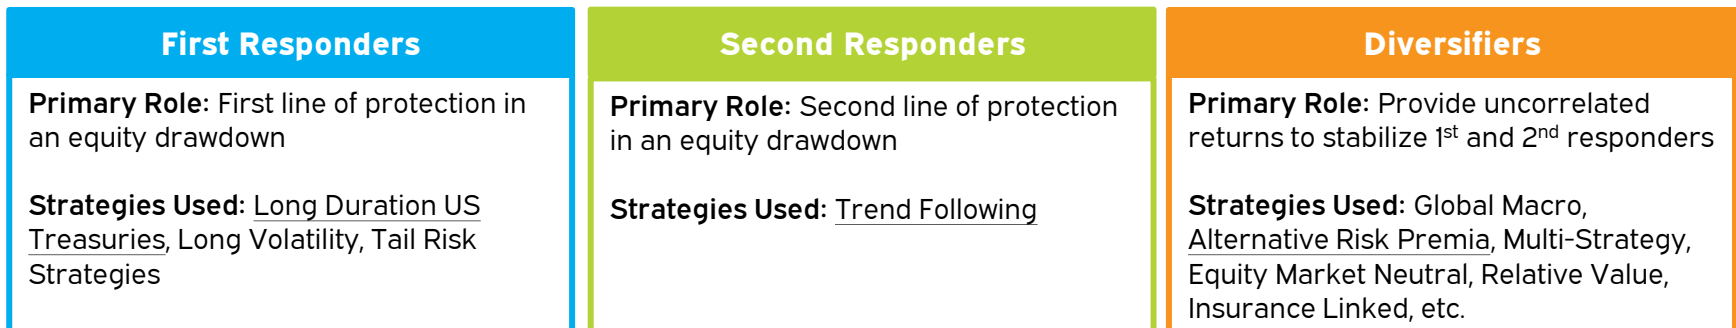 First Responders
Primary Role: First line of protection in
an equity drawdown
Strategies Used: Long Duration US
Treasuries, Long Volatility, Tail Risk
Strategies
Second Responders
Primary Role: Second line of protection
in an equity drawdown
Strategies Used: Trend Following
Diversifiers
Primary Role: Provide uncorrelated
returns to stabilize 1st and 2nd responders
Strategies Used: Global Macro,
Alternative Risk Premia, Multi-Strategy,
Equity Market Neutral, Relative Value,
Insurance Linked, etc.